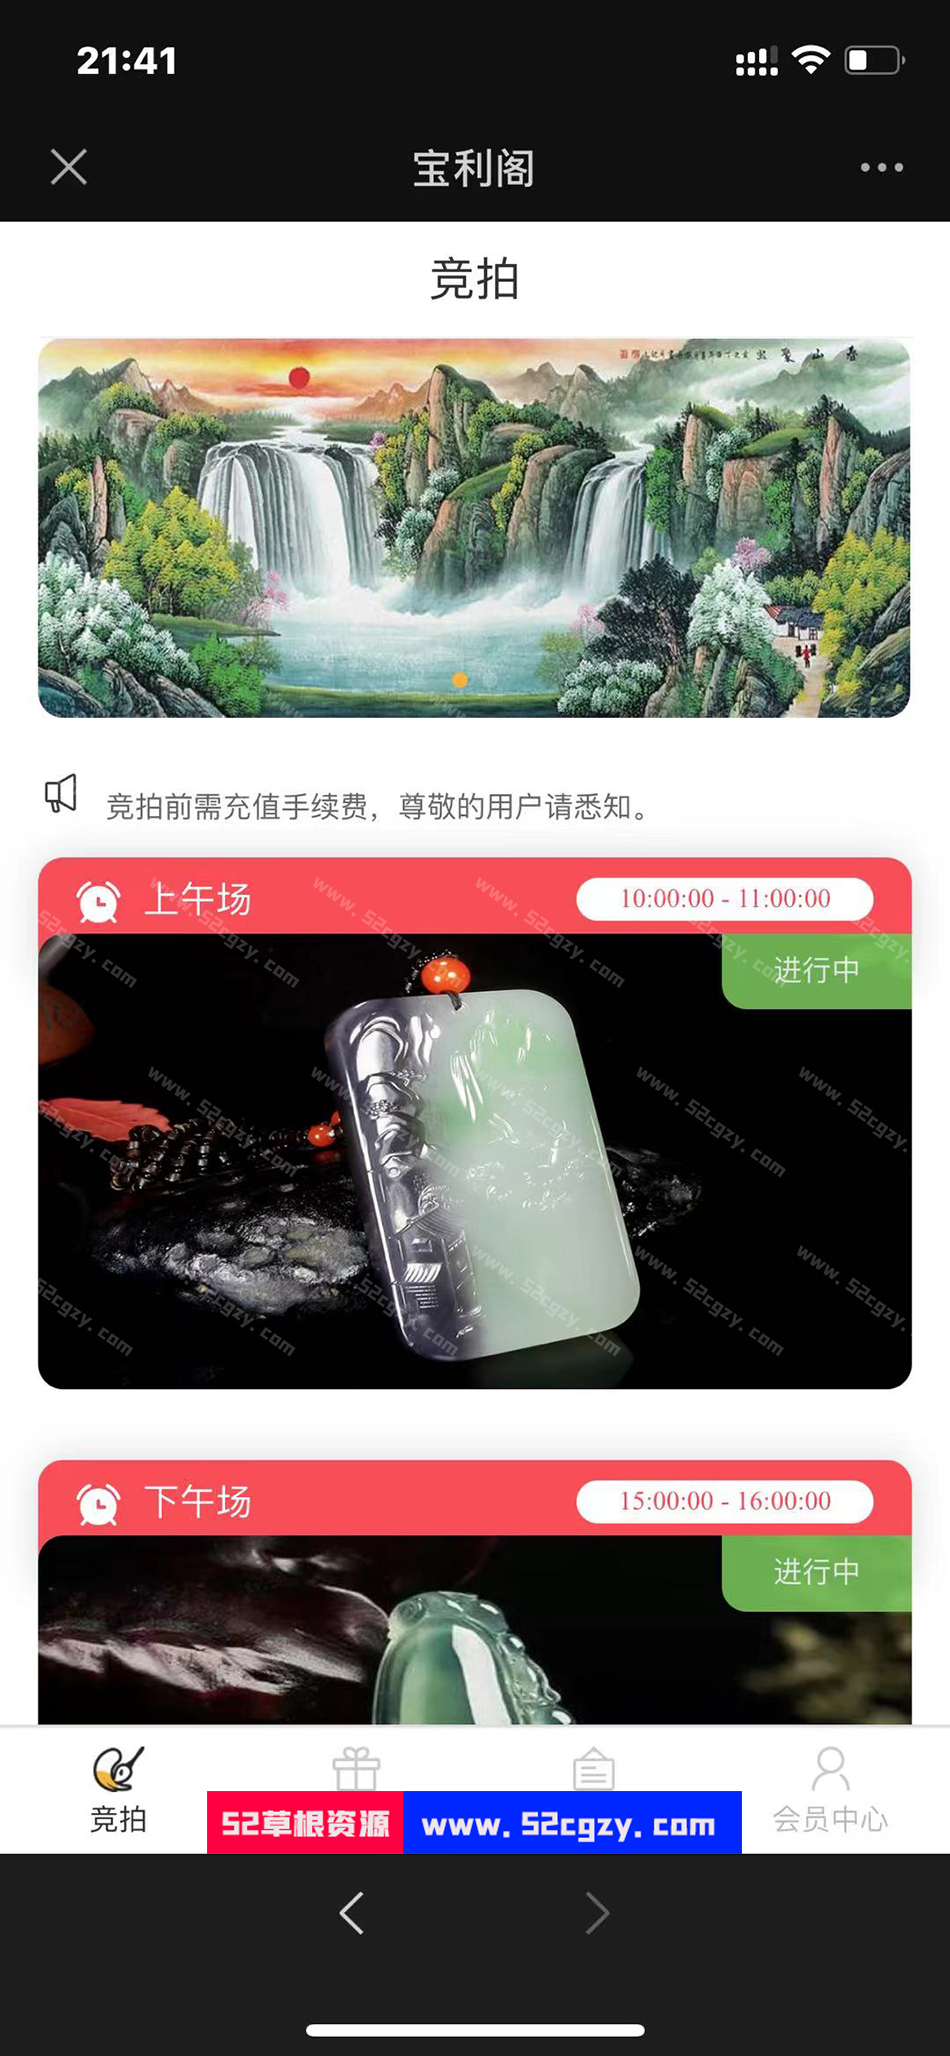 21:41
宝利阁
竞拍
竞拍前需充值手续费，尊敬的用户请悉知。
上午场
10:00:00 - 11:00:00
进行中
www.52cgzy.com
下午场
15:00:00 - 16:00:00
进行中
竞拍
52草根资源
www.52cgzy.com
会员中心